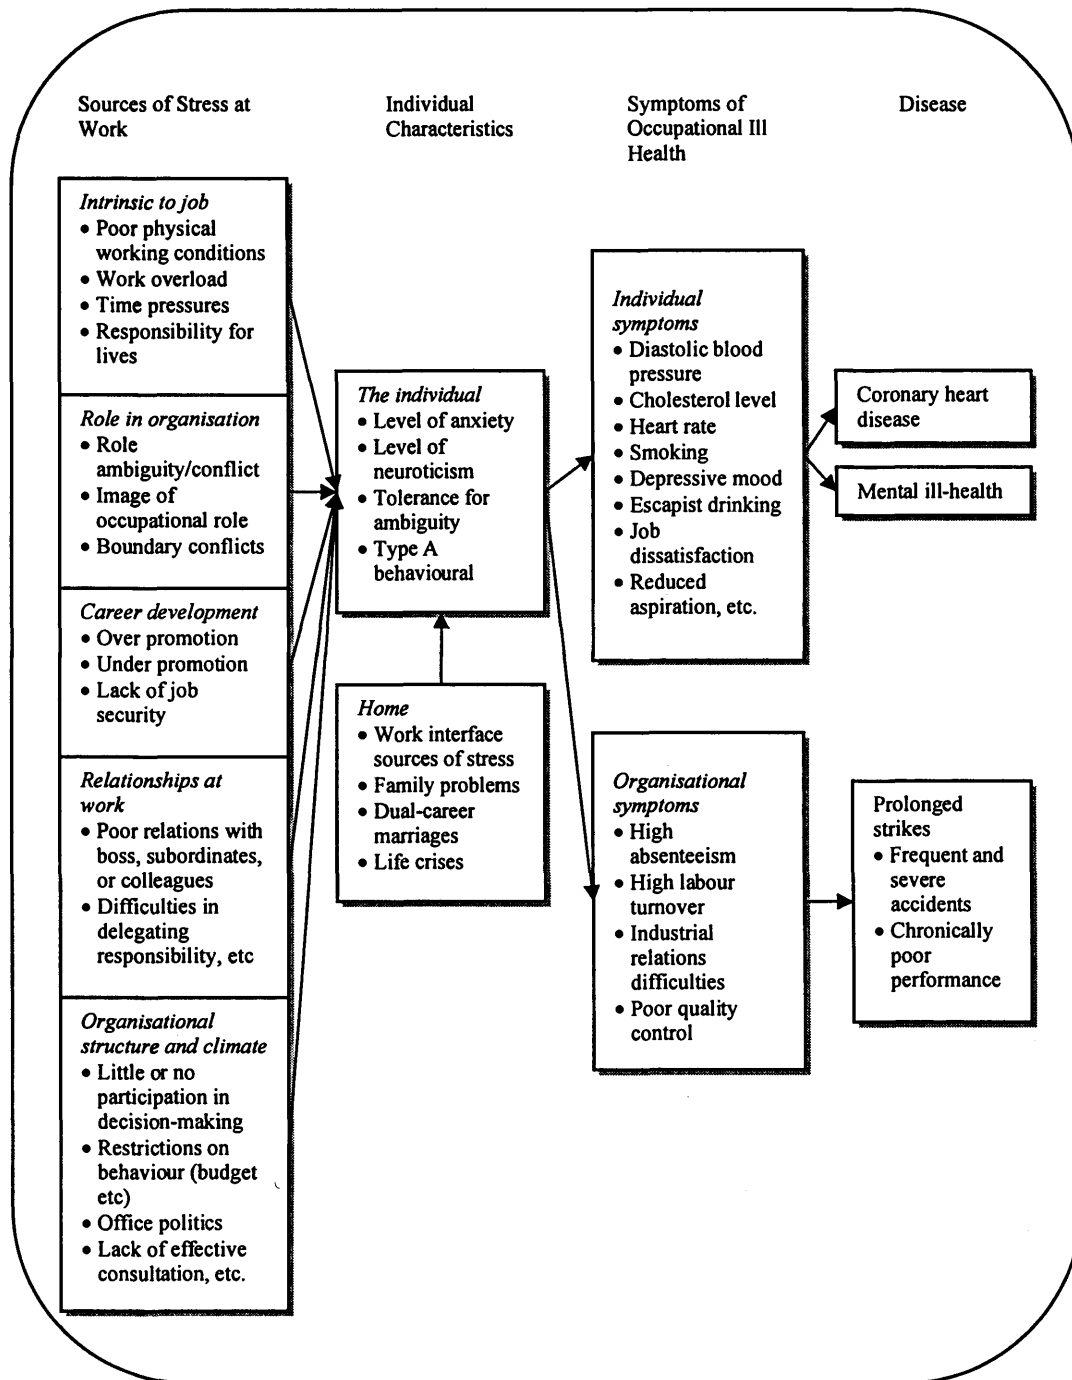 Sources of Stress at
Work
Individual
Characteristics
Symptoms of
Occupational Ill
Health
Disease
Intrinsic to job
• Poor physical
working conditions
• Work overload
• Time pressures
• Responsibility for
lives
Role in organisation
• Role
ambiguity/conflict
• Image of
occupational role
• Boundary conflicts
Career development
• Over promotion
• Under promotion
• Lack of job
security
Relationships at
work
• Poor relations with
boss, subordinates,
or colleagues
• Difficulties in
delegating
responsibility, etc
Organisational
structure and climate
• Little or no
participation in
decision-making
• Restrictions on
behaviour (budget
etc)
• Office politics
• Lack of effective
consultation, etc.
The individual
• Level of anxiety
• Level of
neuroticism
• Tolerance for
ambiguity
• Type A
behavioural
Home
• Work interface
sources of stress
• Family problems
• Dual-career
marriages
• Life crises
Individual
symptoms
• Diastolic blood
pressure
• Cholesterol level
• Heart rate
• Smoking
• Depressive mood
• Escapist drinking
• Job
dissatisfaction
• Reduced
aspiration, etc.
Organisational
symptoms
• High
absenteeism
• High labour
turnover
• Industrial
relations
difficulties
• Poor quality
control
Coronary heart
disease
Mental ill-health
Prolonged
strikes
• Frequent and
severe
accidents
• Chronically
poor
performance